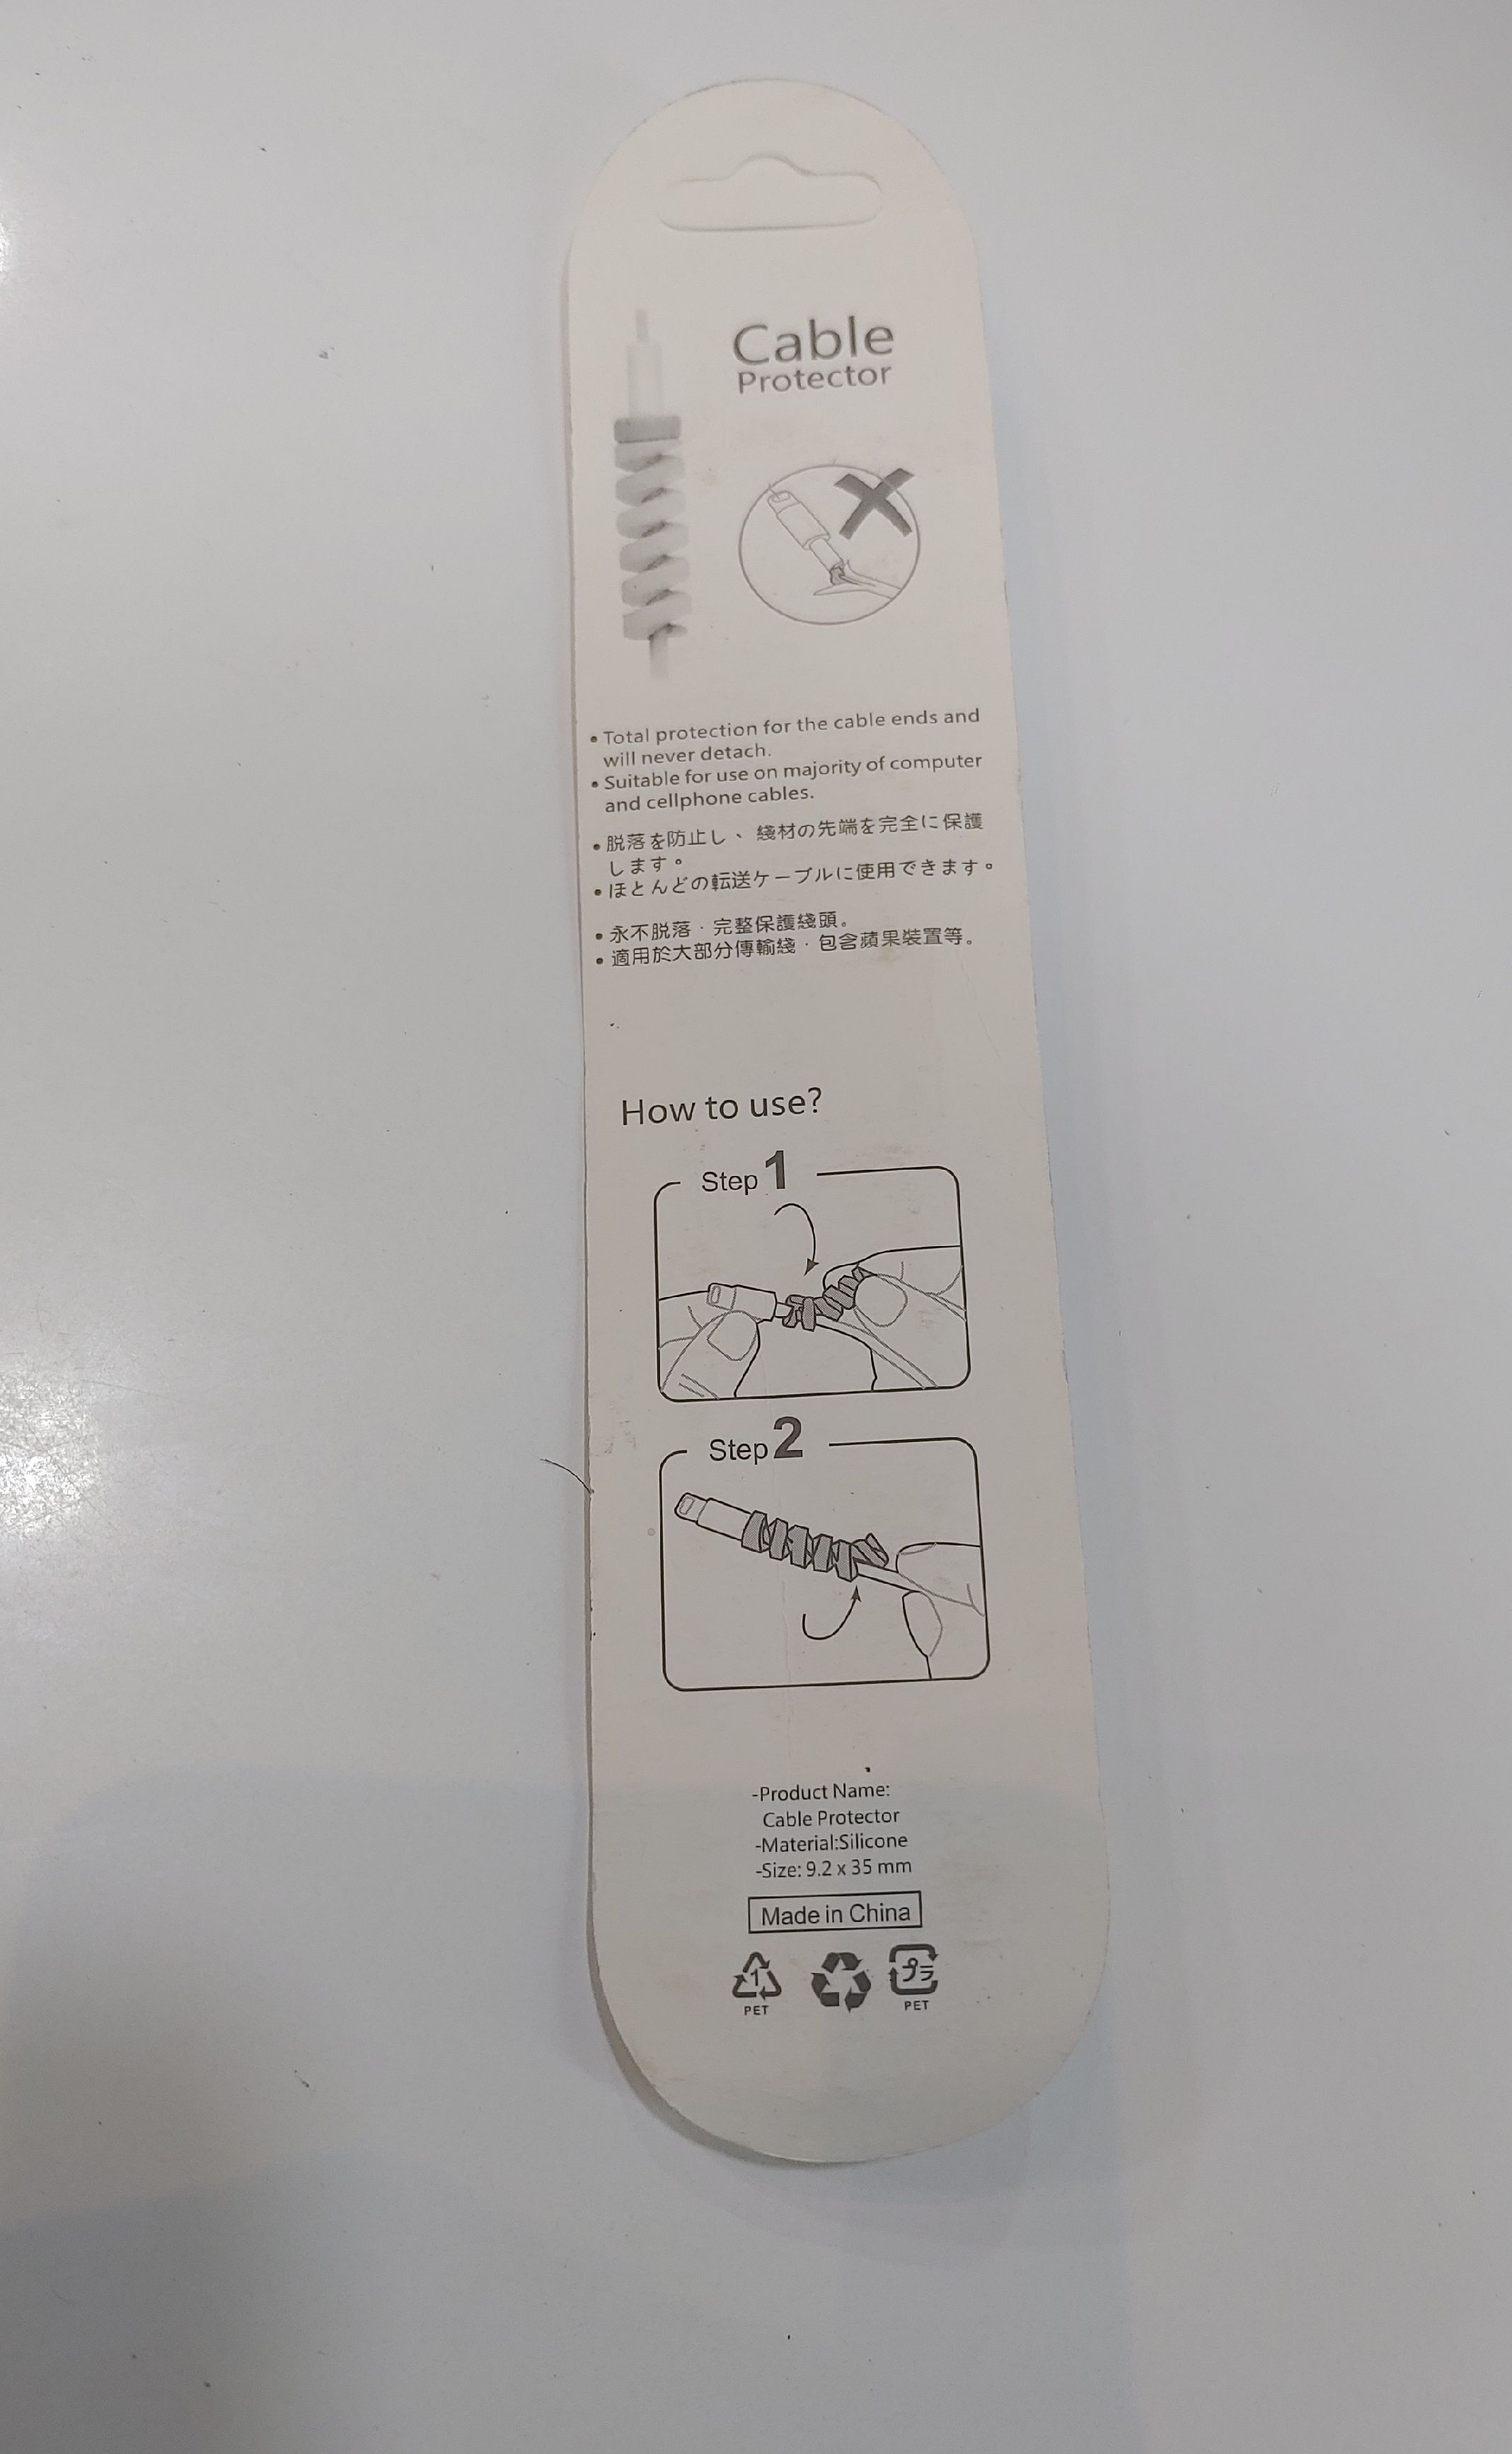 Cable
Protector
• Total protection for the cable ends and
will never detach.
• Suitable for use on majority of computer
and cellphone cables.
• 脱落を防止し、 綫材の先端を完全に保護
します。
• ほとんどの転送ケーブルに使用できます。
• 永不脱落．完整保護綫頭。
• 適用於大部分傳輸綫．包含蘋果裝置等。
How to use?
Step 1
Step 2
-Product Name:
Cable Protector
-Material:Silicone
-Size: 9.2 x 35 mm
Made in China
1 プラ
PET PET